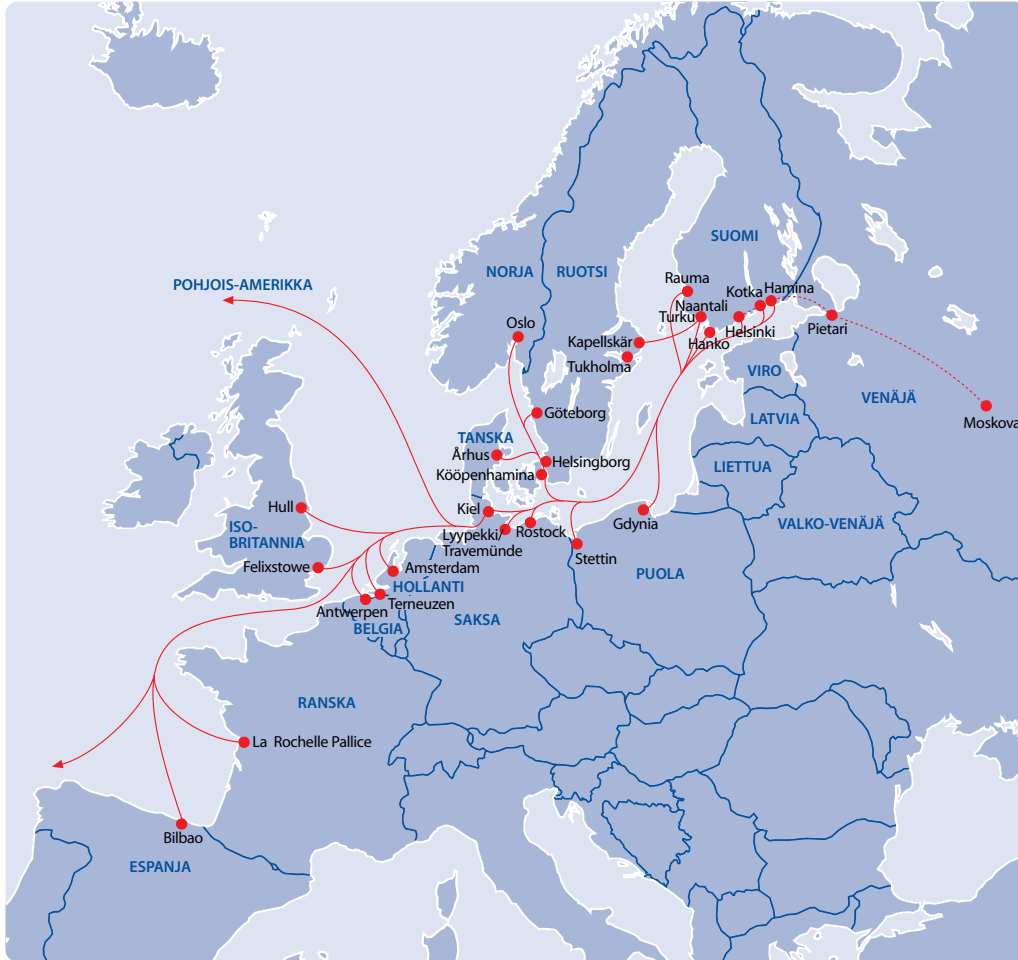 SUOMI
NORJA
RUOTSI
POHJOIS-AMERIKKA
Rauma
Naantali
Turku
Kotka
Hamina
Helsinki
Hanko
Pietari
Oslo
Kapellskär
Tukholma
VIRO
VENÄJÄ
LATVIA
Moskova
Göteborg
TANSKA
Århus
Helsingborg
Kööpenhamina
LIETTUA
Hull
Kiel
Gdynia
ISO-
BRITANNIA
Lyypekki/
Travemünde
Rostock
VALKO-VENÄJÄ
Stettin
Felixstowe
Amsterdam
PUOLA
HOLLANTI
Terneuzen
Antwerpen
BELGIA
SAKSA
RANSKA
La Rochelle Pallice
Bilbao
ESPANJA